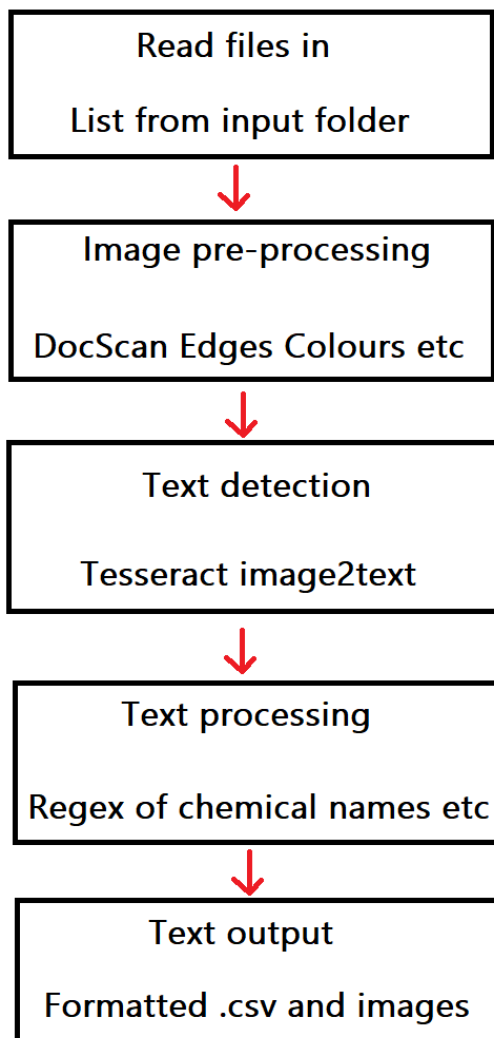 Read files in
List from input folder
Image pre-processing
DocScan Edges Colours etc
Text detection
Tesseract image2text
Text processing
Regex of chemical names etc
Text output
Formatted .csv and images